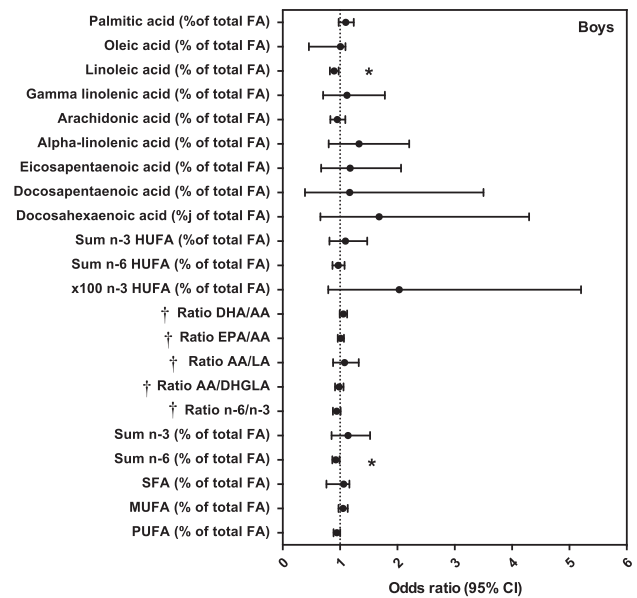 Boys
Palmitic acid (%of total FA)
Oleic acid (% of total FA)
Linoleic acid (% of total FA)
*
Gamma linolenic acid (% of total FA)
Arachidonic acid (% of total FA)
Alpha-linolenic acid (% of total FA)
Eicosapentaenoic acid (% of total FA)
Docosapentaenoic acid (% of total FA)
Docosahexaenoic acid (%j of total FA)
Sum n-3 HUFA (%of total FA)
Sum n-6 HUFA (% of total FA)
x100 n-3 HUFA (% of total FA)
† Ratio DHA/AA
† Ratio EPA/AA
† Ratio AA/LA
† Ratio AA/DHGLA
† Ratio n-6/n-3
Sum n-3 (% of total FA)
Sum n-6 (% of total FA)
*
SFA (% of total FA)
MUFA (% of total FA)
PUFA (% of total FA)
0 1 2 3 4 5 6
Odds ratio (95% CI)